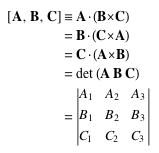 [A, B, C] ≡ A·(B×C)
= B·(C×A)
= C·(A×B)
= det (A B C)
= |A₁ A₂ A₃|
|B₁ B₂ B₃|
|C₁ C₂ C₃|